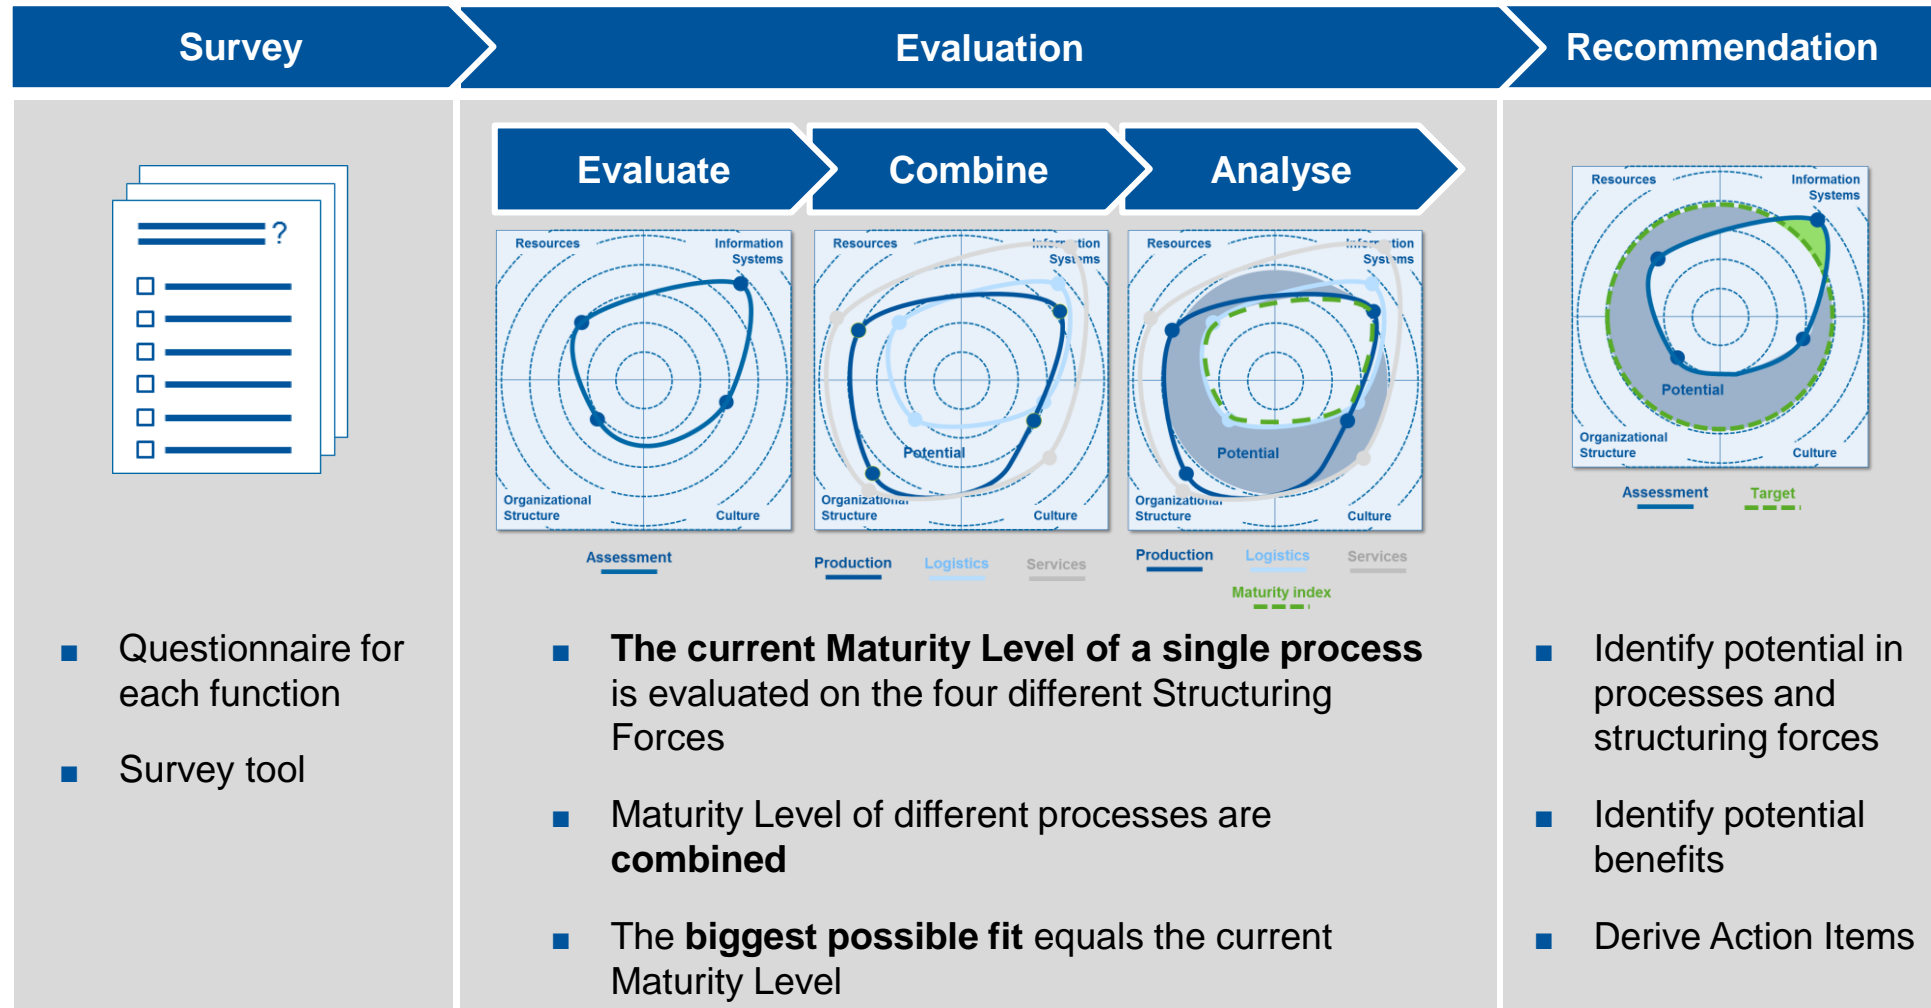 Survey
Evaluation
Recommendation
?
Evaluate
Combine
Analyse
Resources
Information
Systems
Organizational
Structure
Culture
Assessment
Resources
Information
Systems
Potential
Organizational
Structure
Culture
Production
Logistics
Services
Resources
Information
Systems
Potential
Organizational
Structure
Culture
Production
Logistics
Services
Maturity index
Resources
Information
Systems
Potential
Organizational
Structure
Culture
Assessment
Target
■ Questionnaire for
each function
■ Survey tool
■ The current Maturity Level of a single process
is evaluated on the four different Structuring
Forces
■ Maturity Level of different processes are
combined
■ The biggest possible fit equals the current
Maturity Level
■ Identify potential in
processes and
structuring forces
■ Identify potential
benefits
■ Derive Action Items